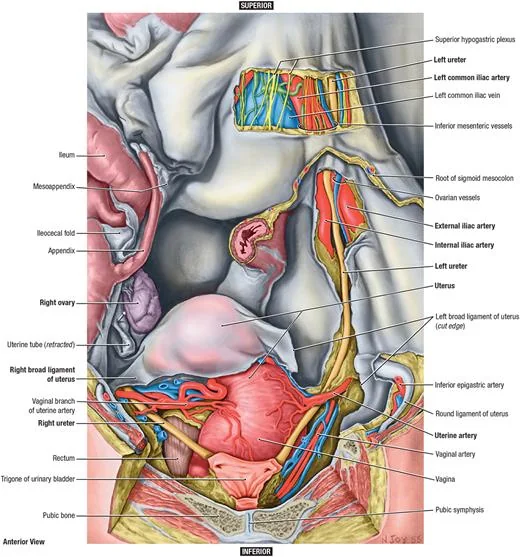 SUPERIOR
Superior hypogastric plexus
Left ureter
Left common iliac artery
Left common iliac vein
Inferior mesenteric vessels
Ileum
Mesoappendix
Root of sigmoid mesocolon
Ovarian vessels
Ileocecal fold
External iliac artery
Appendix
Internal iliac artery
Left ureter
Right ovary
Uterus
Left broad ligament of uterus
(cut edge)
Uterine tube (retracted)
Right broad ligament
of uterus
Inferior epigastric artery
Vaginal branch
of uterine artery
Round ligament of uterus
Right ureter
Uterine artery
Rectum
Vaginal artery
Trigone of urinary bladder
Vagina
Pubic bone
Pubic symphysis
Anterior View
N JOY 55
INFERIOR